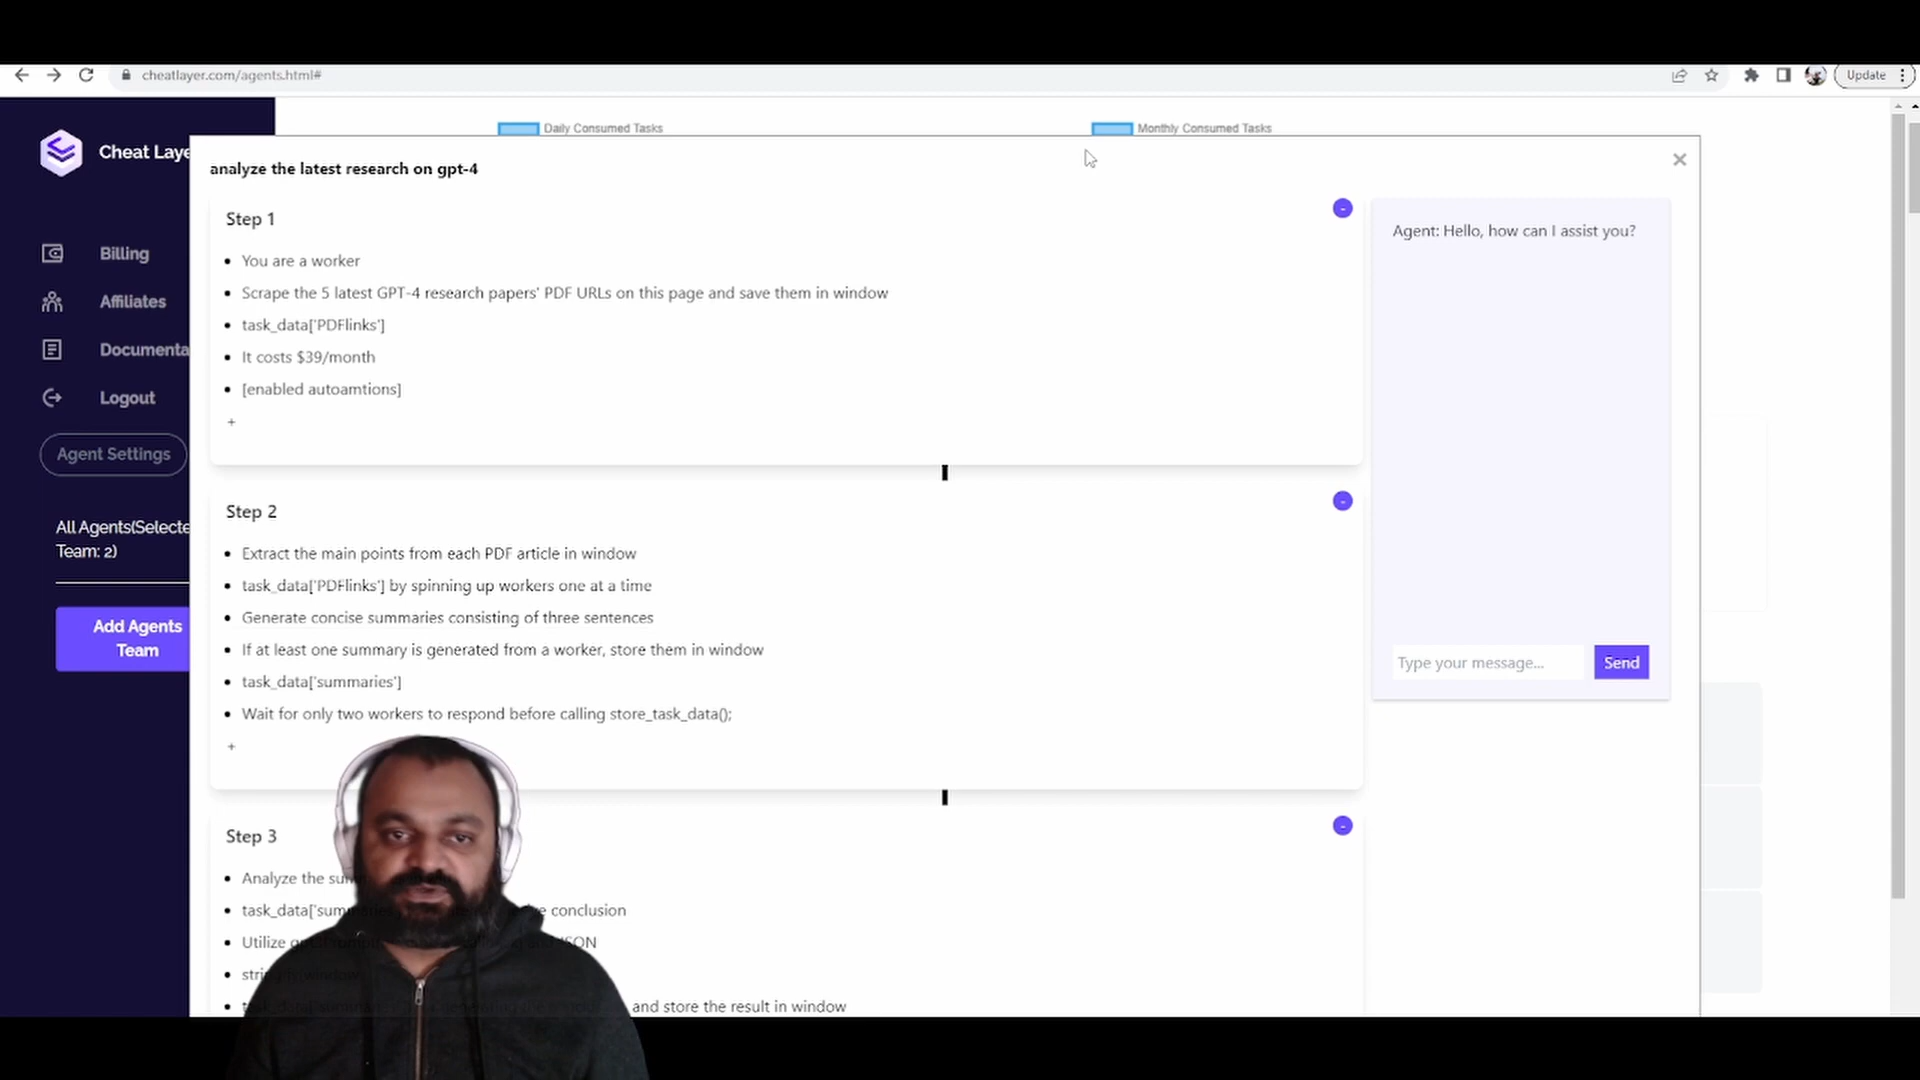 cheatlayer.com/agents.html#
Update
Cheat Laye
Daily Consumed Tasks
Monthly Consumed Tasks
analyze the latest research on gpt-4
Billing
Affiliates
Documenta
Logout
Agent Settings
All Agents(Selecte
Team: 2)
Add Agents
Team
Step 1
You are a worker
Scrape the 5 latest GPT-4 research papers' PDF URLs on this page and save them in window
task_data['PDFlinks']
It costs $39/month
[enabled autoamtions]
+
Step 2
Extract the main points from each PDF article in window
task_data['PDFlinks'] by spinning up workers one at a time
Generate concise summaries consisting of three sentences
If at least one summary is generated from a worker, store them in window
task_data['summaries']
Wait for only two workers to respond before calling store_task_data();
+
Step 3
Analyze the
conclusion
Utilize
and store the result in window
Agent: Hello, how can I assist you?
Type your message...
Send